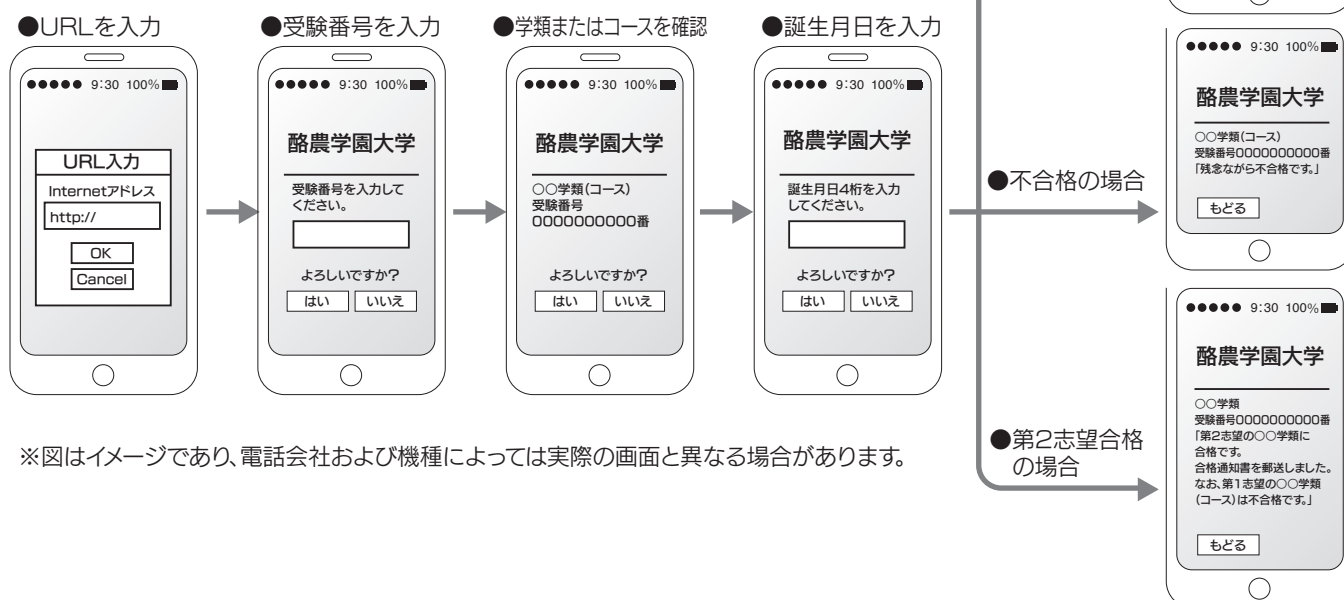 ●URLを入力
●●●●● 9:30 100%
URL入力
Internetアドレス
http://
OK
Cancel
●受験番号を入力
●●●●● 9:30 100%
酪農学園大学
受験番号を入力して
ください。
よろしいですか?
はい いいえ
●学類またはコースを確認
●●●●● 9:30 100%
酪農学園大学
○○学類(コース)
受験番号
0000000000番
よろしいですか?
はい いいえ
●誕生月日を入力
●●●●● 9:30 100%
酪農学園大学
誕生月日4桁を入力
してください。
よろしいですか?
はい いいえ
●不合格の場合
●●●●● 9:30 100%
酪農学園大学
○○学類(コース)
受験番号0000000000番
「残念ながら不合格です。」
もどる
●第2志望合格
の場合
●●●●● 9:30 100%
酪農学園大学
○○学類
受験番号0000000000番
「第2志望の○○学類に
合格です。
合格通知書を郵送しました。
なお、第1志望の○○学類
(コース)は不合格です。」
もどる
※図はイメージであり、電話会社および機種によっては実際の画面と異なる場合があります。